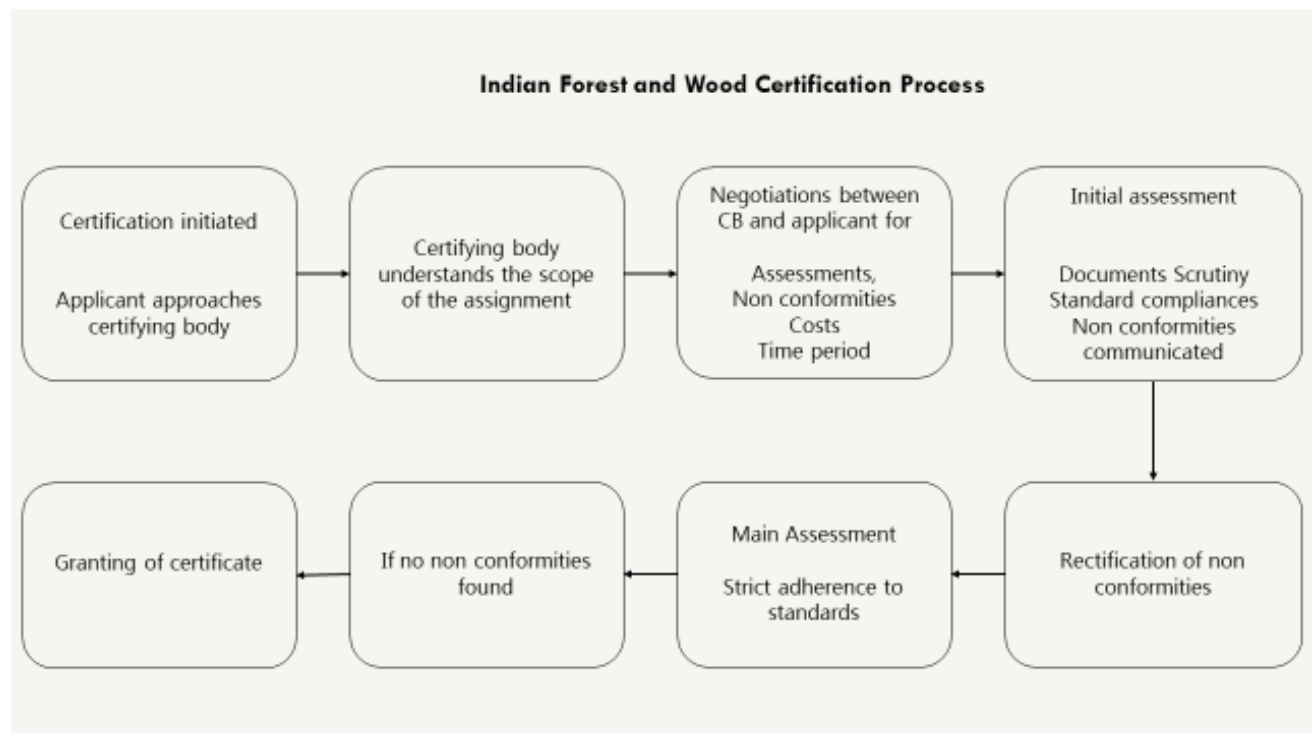 Indian Forest and Wood Certification Process
Certification initiated
Applicant approaches
certifying body
Certifying body
understands the scope
of the assignment
Negotiations between
CB and applicant for
Assessments,
Non conformities
Costs
Time period
Initial assessment
Documents Scrutiny
Standard compliances
Non conformities
communicated
Rectification of non
conformities
Main Assessment
Strict adherence to
standards
If no non conformities
found
Granting of certificate